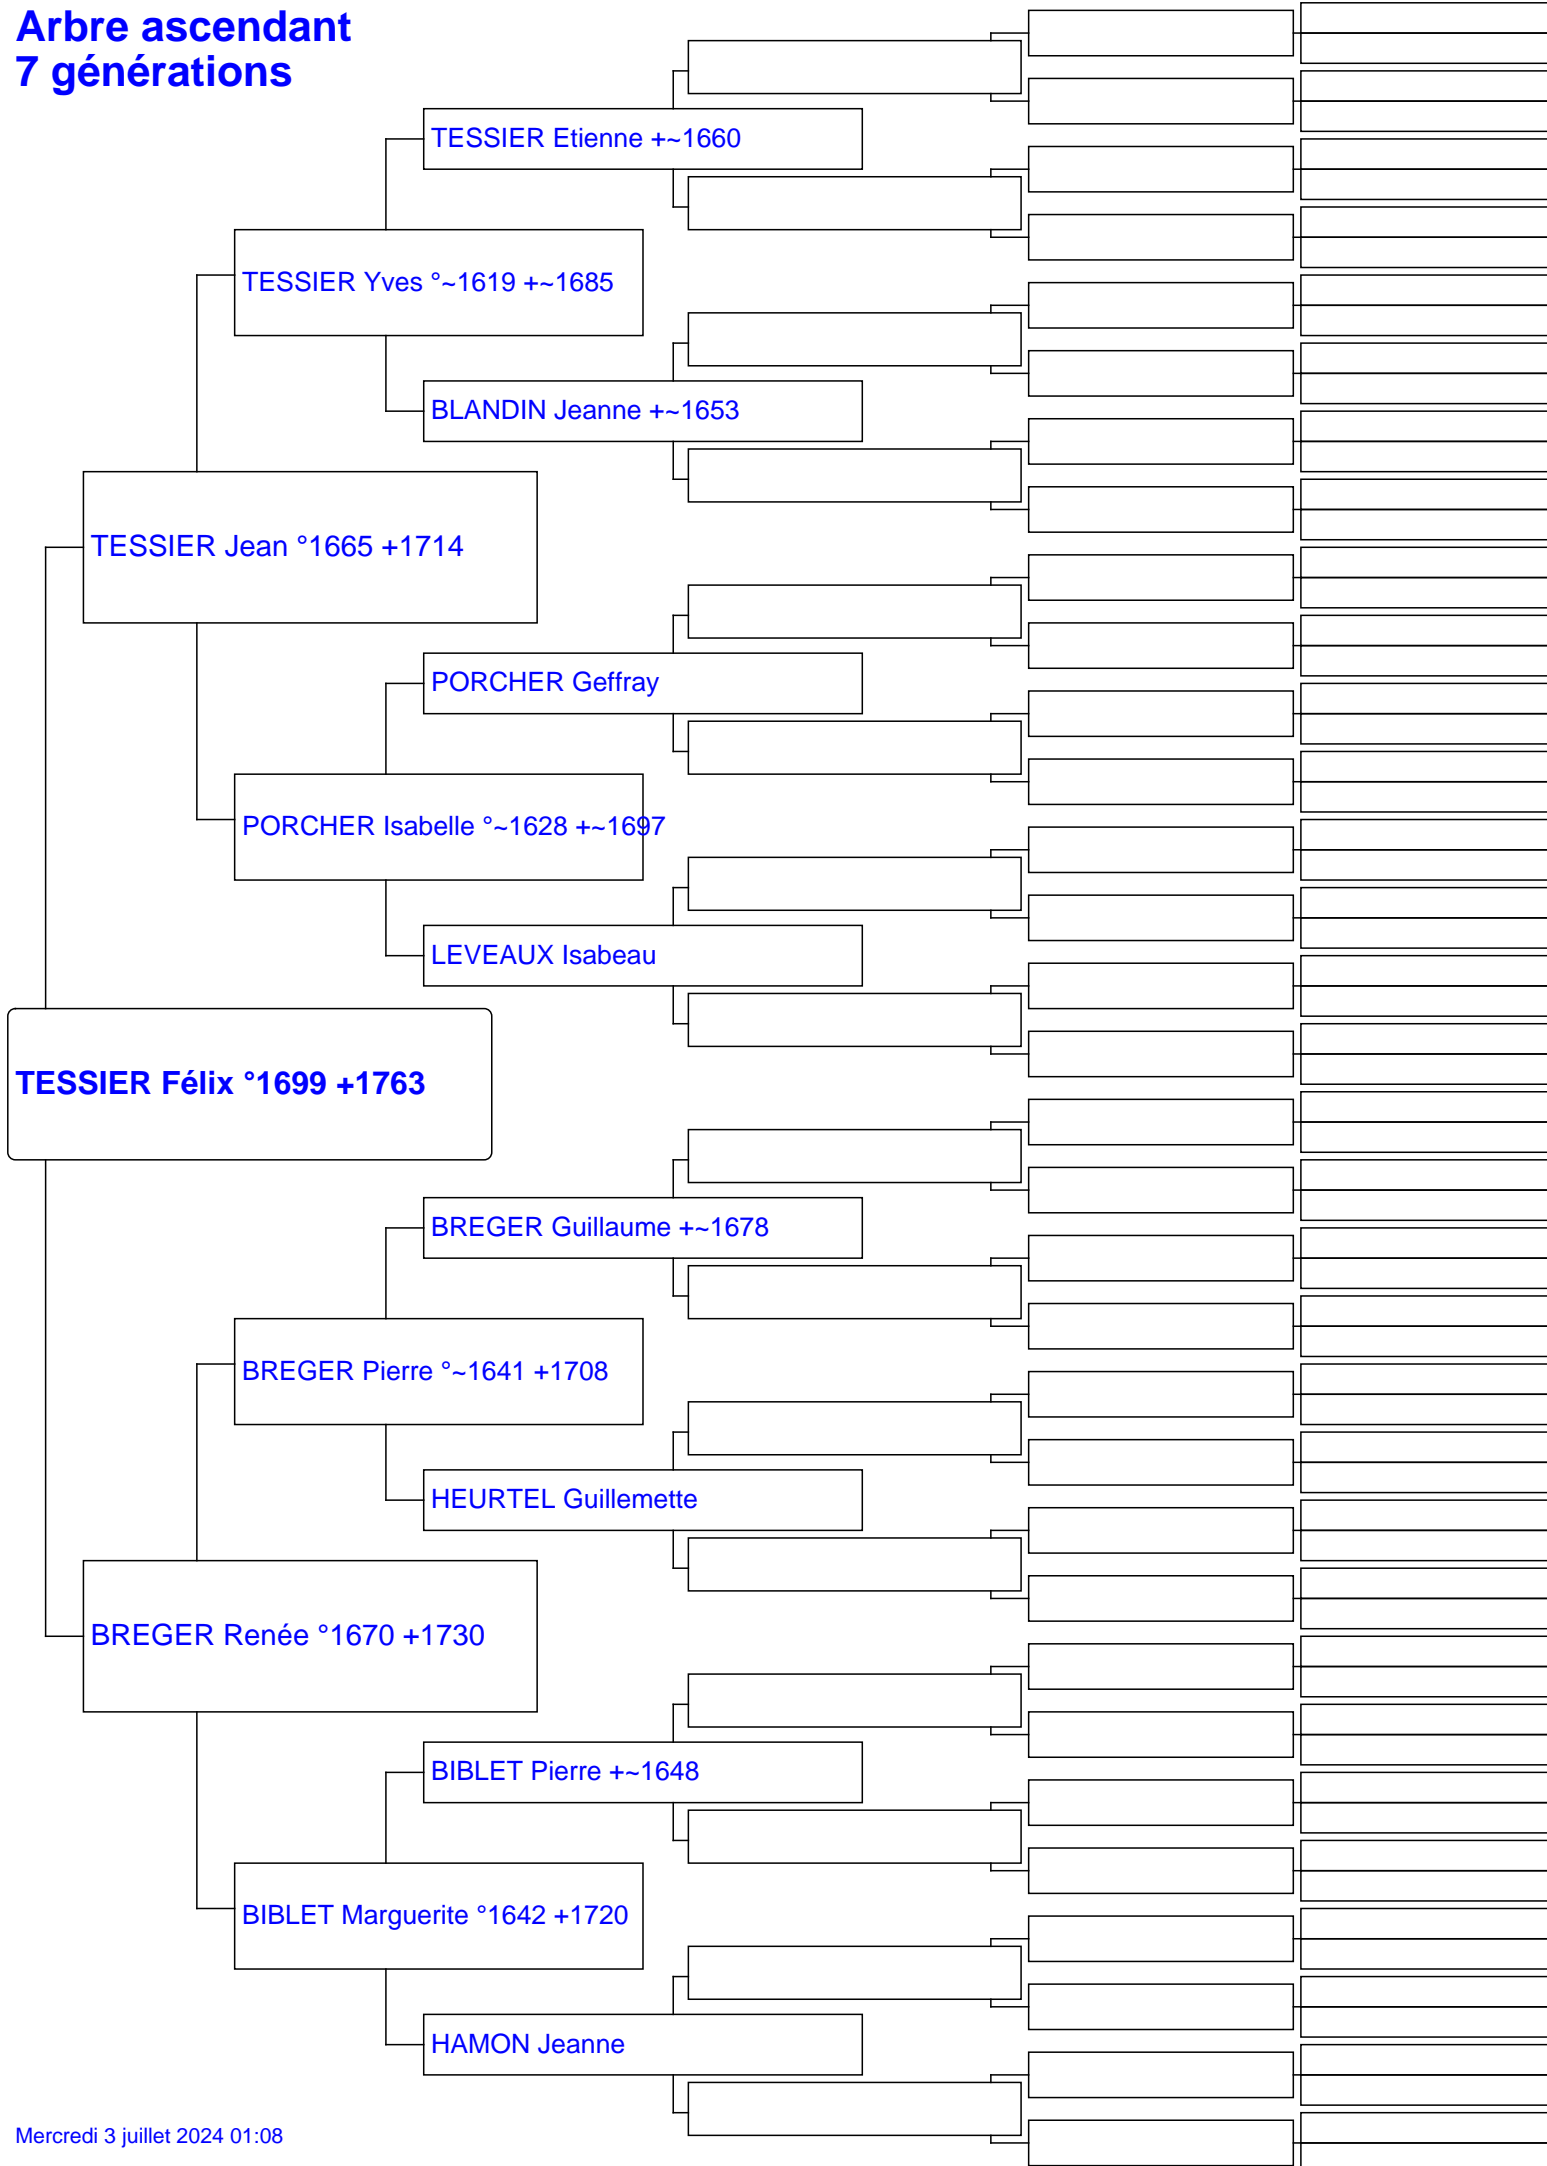 Arbre ascendant
7 générations
TESSIER Etienne +~1660
TESSIER Yves °~1619 +~1685
BLANDIN Jeanne +~1653
TESSIER Jean °1665 +1714
PORCHER Geffray
PORCHER Isabelle °~1628 +~1697
LEVEAUX Isabeau
TESSIER Félix °1699 +1763
BREGER Guillaume +~1678
BREGER Pierre °~1641 +1708
HEURTEL Guillemette
BREGER Renée °1670 +1730
BIBLET Pierre +~1648
BIBLET Marguerite °1642 +1720
HAMON Jeanne
Mercredi 3 juillet 2024 01:08